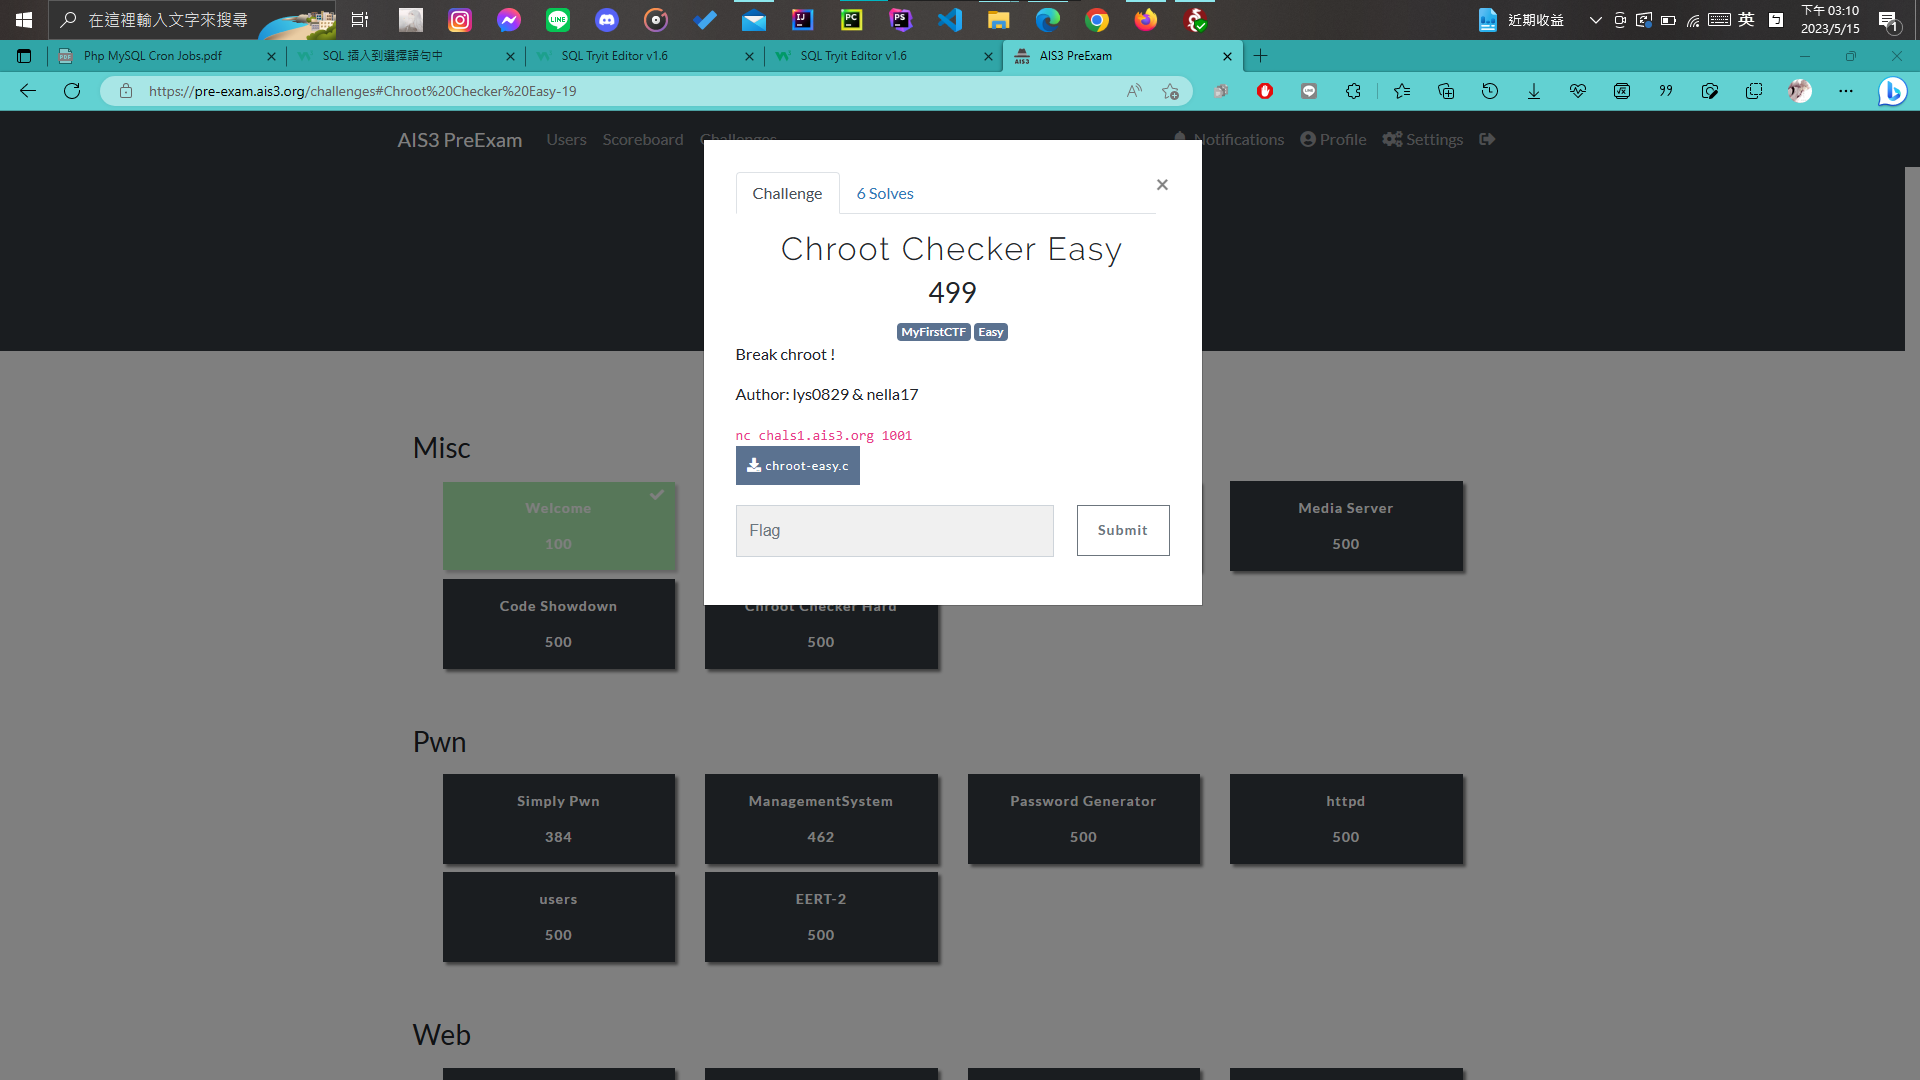 在這裡輸入文字來搜尋
近期收益
英
下午 03:10
2023/5/15
1
Php MySQL Cron Jobs.pdf
SQL 插入到選擇語句中
SQL Tryit Editor v1.6
SQL Tryit Editor v1.6
AIS3 PreExam
https://pre-exam.ais3.org/challenges#Chroot%20Checker%20Easy-19
AIS3 PreExam
Users
Scoreboard
Challenges
Notifications
Profile
Settings
Challenge
6 Solves
×
Chroot Checker Easy
499
MyFirstCTF
Easy
Break chroot !
Author: lys0829 & nella17
nc chals1.ais3.org 1001
chroot-easy.c
Flag
Submit
Misc
Welcome
100
Media Server
500
Code Showdown
500
Chroot Checker Hard
500
Pwn
Simply Pwn
384
ManagementSystem
462
Password Generator
500
httpd
500
users
500
EERT-2
500
Web